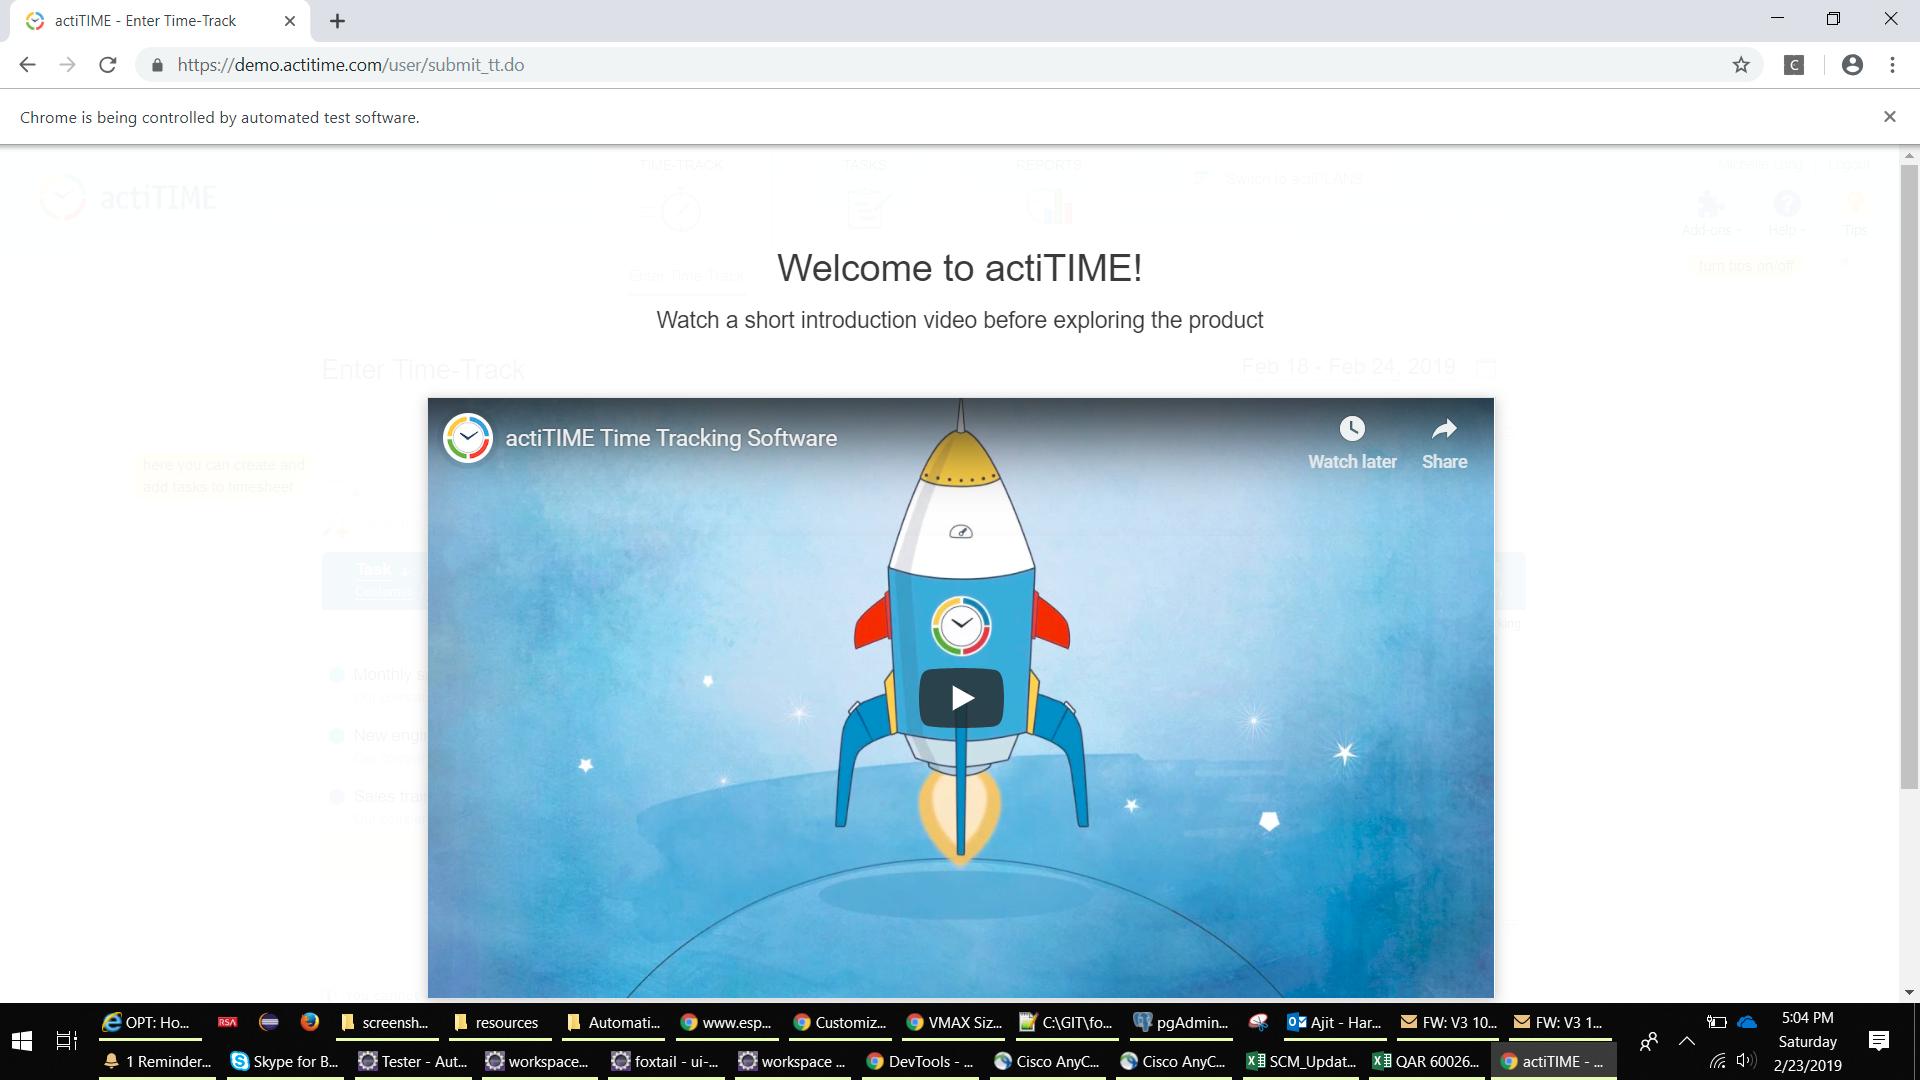 actiTIME - Enter Time-Track
https://demo.actitime.com/user/submit_tt.do
C
Chrome is being controlled by automated test software.
TIME-TRACK
TASKS
REPORTS
Logout
actiTIME
Switch to actiPLANS
Add-ons
Help
Tips
Enter Time-Track
turn tips on/off
Welcome to actiTIME!
Watch a short introduction video before exploring the product
Enter Time-Track
Feb 18 - Feb 24, 2019
actiTIME Time Tracking Software
Watch later
Share
here you can create and
add tasks to timesheet
Task
Customer
Monthly s
New engi
Sales trai
OPT: Ho...
RSA
screensh...
resources
Automati...
www.esp...
Customiz...
VMAX Siz...
C:\GIT\fo...
pgAdmin...
Ajit - Har...
FW: V3 10...
FW: V3 1...
5:04 PM
Saturday
2/23/2019
1 Reminder...
Skype for B...
Tester - Aut...
workspace...
foxtail - ui-...
workspace ...
DevTools - ...
Cisco AnyC...
Cisco AnyC...
SCM_Updat...
QAR 60026...
actiTIME - ...